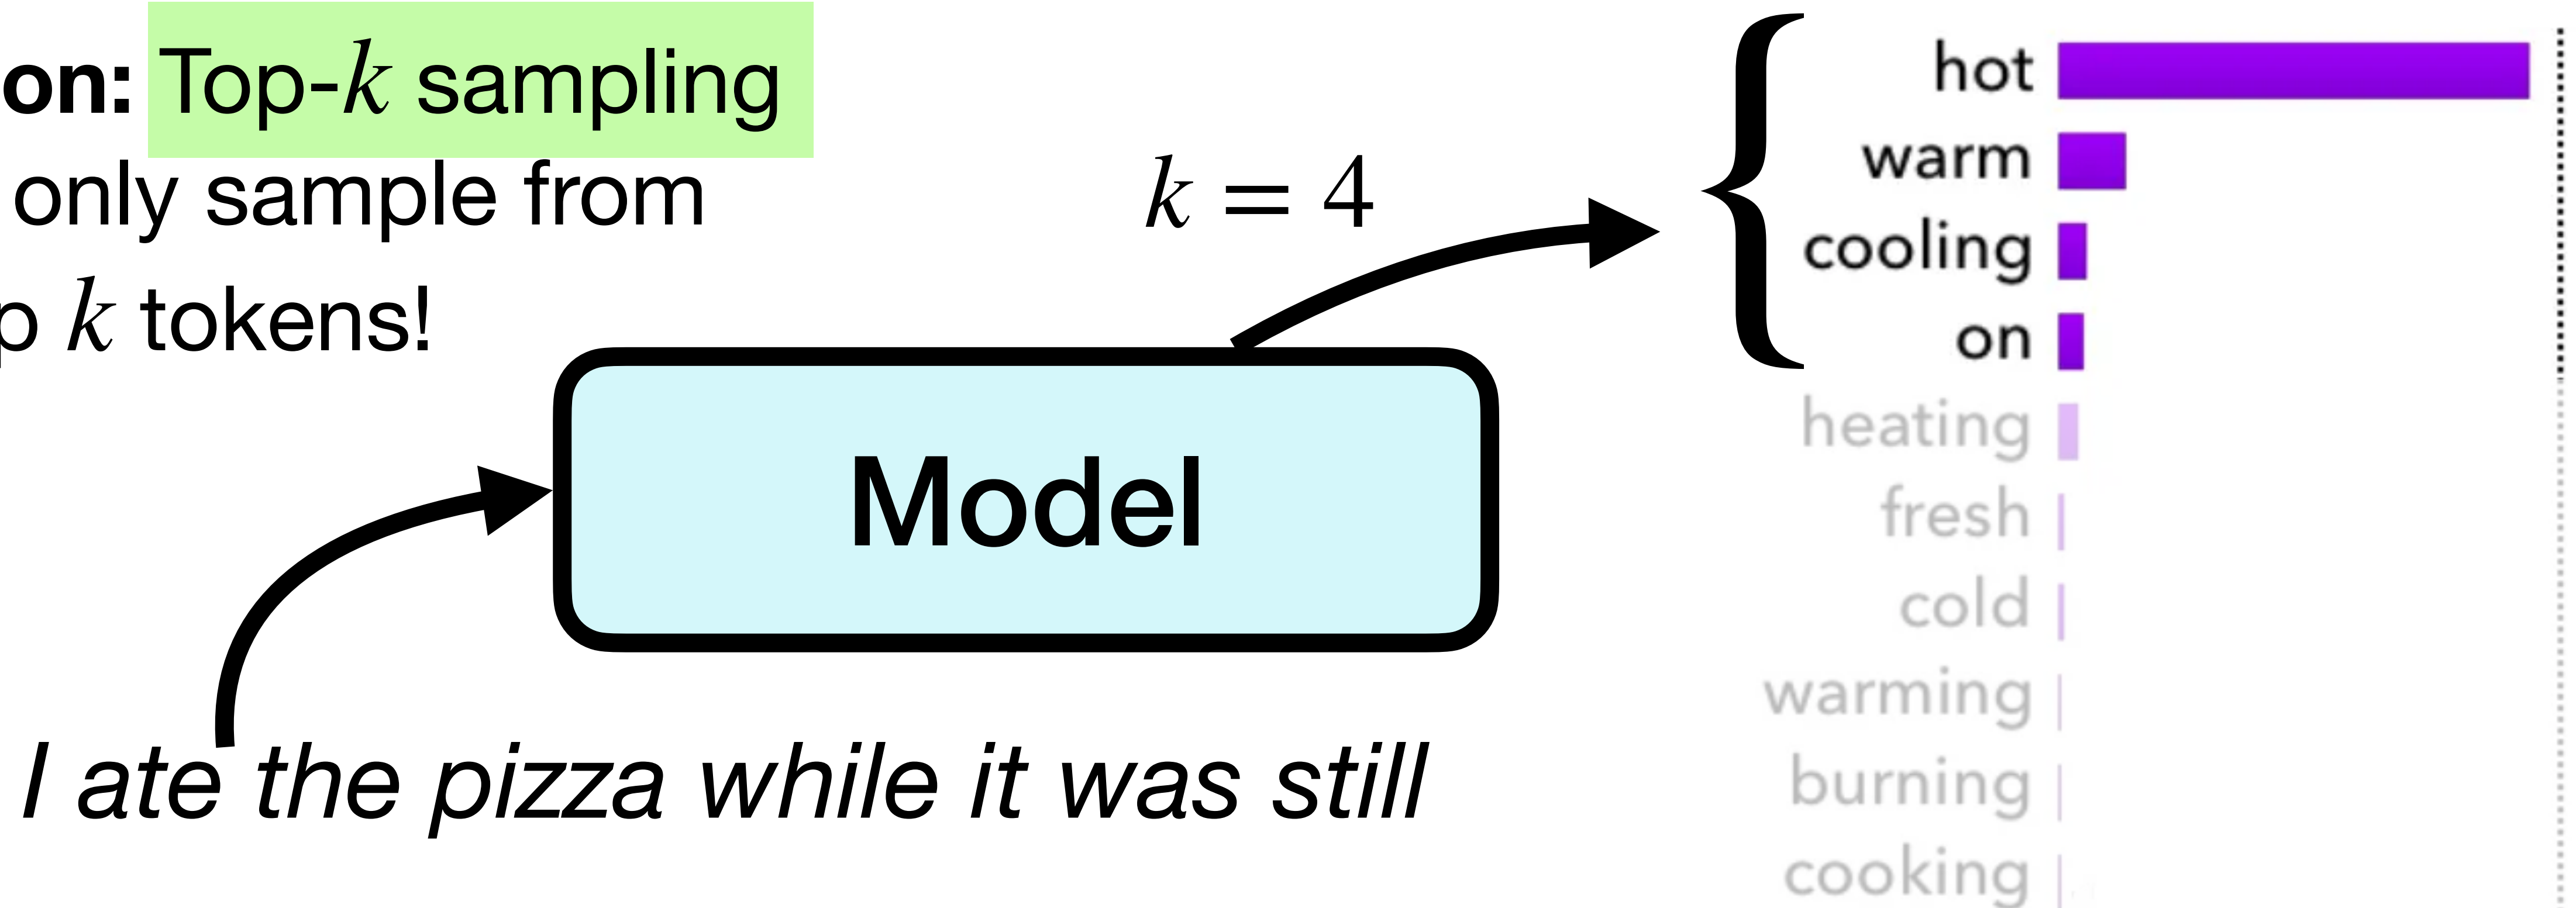 on: Top-k sampling
only sample from
p k tokens!
k = 4
Model
I ate the pizza while it was still
hot
warm
cooling
on
heating
fresh
cold
warming
burning
cooking